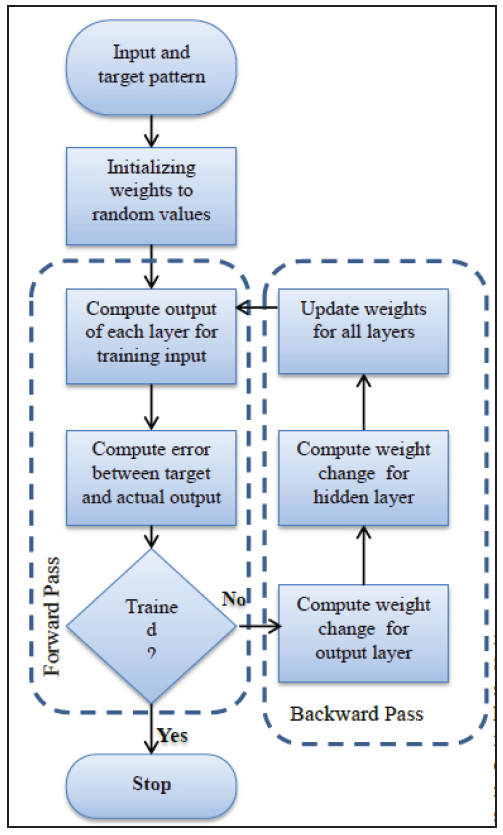 Input and
target pattern
Initializing
weights to
random values
Compute output
of each layer for
training input
Compute error
between target
and actual output
Traine
d
?
No
Yes
Stop
Forward Pass
Update weights
for all layers
Compute weight
change for
hidden layer
Compute weight
change for
output layer
Backward Pass